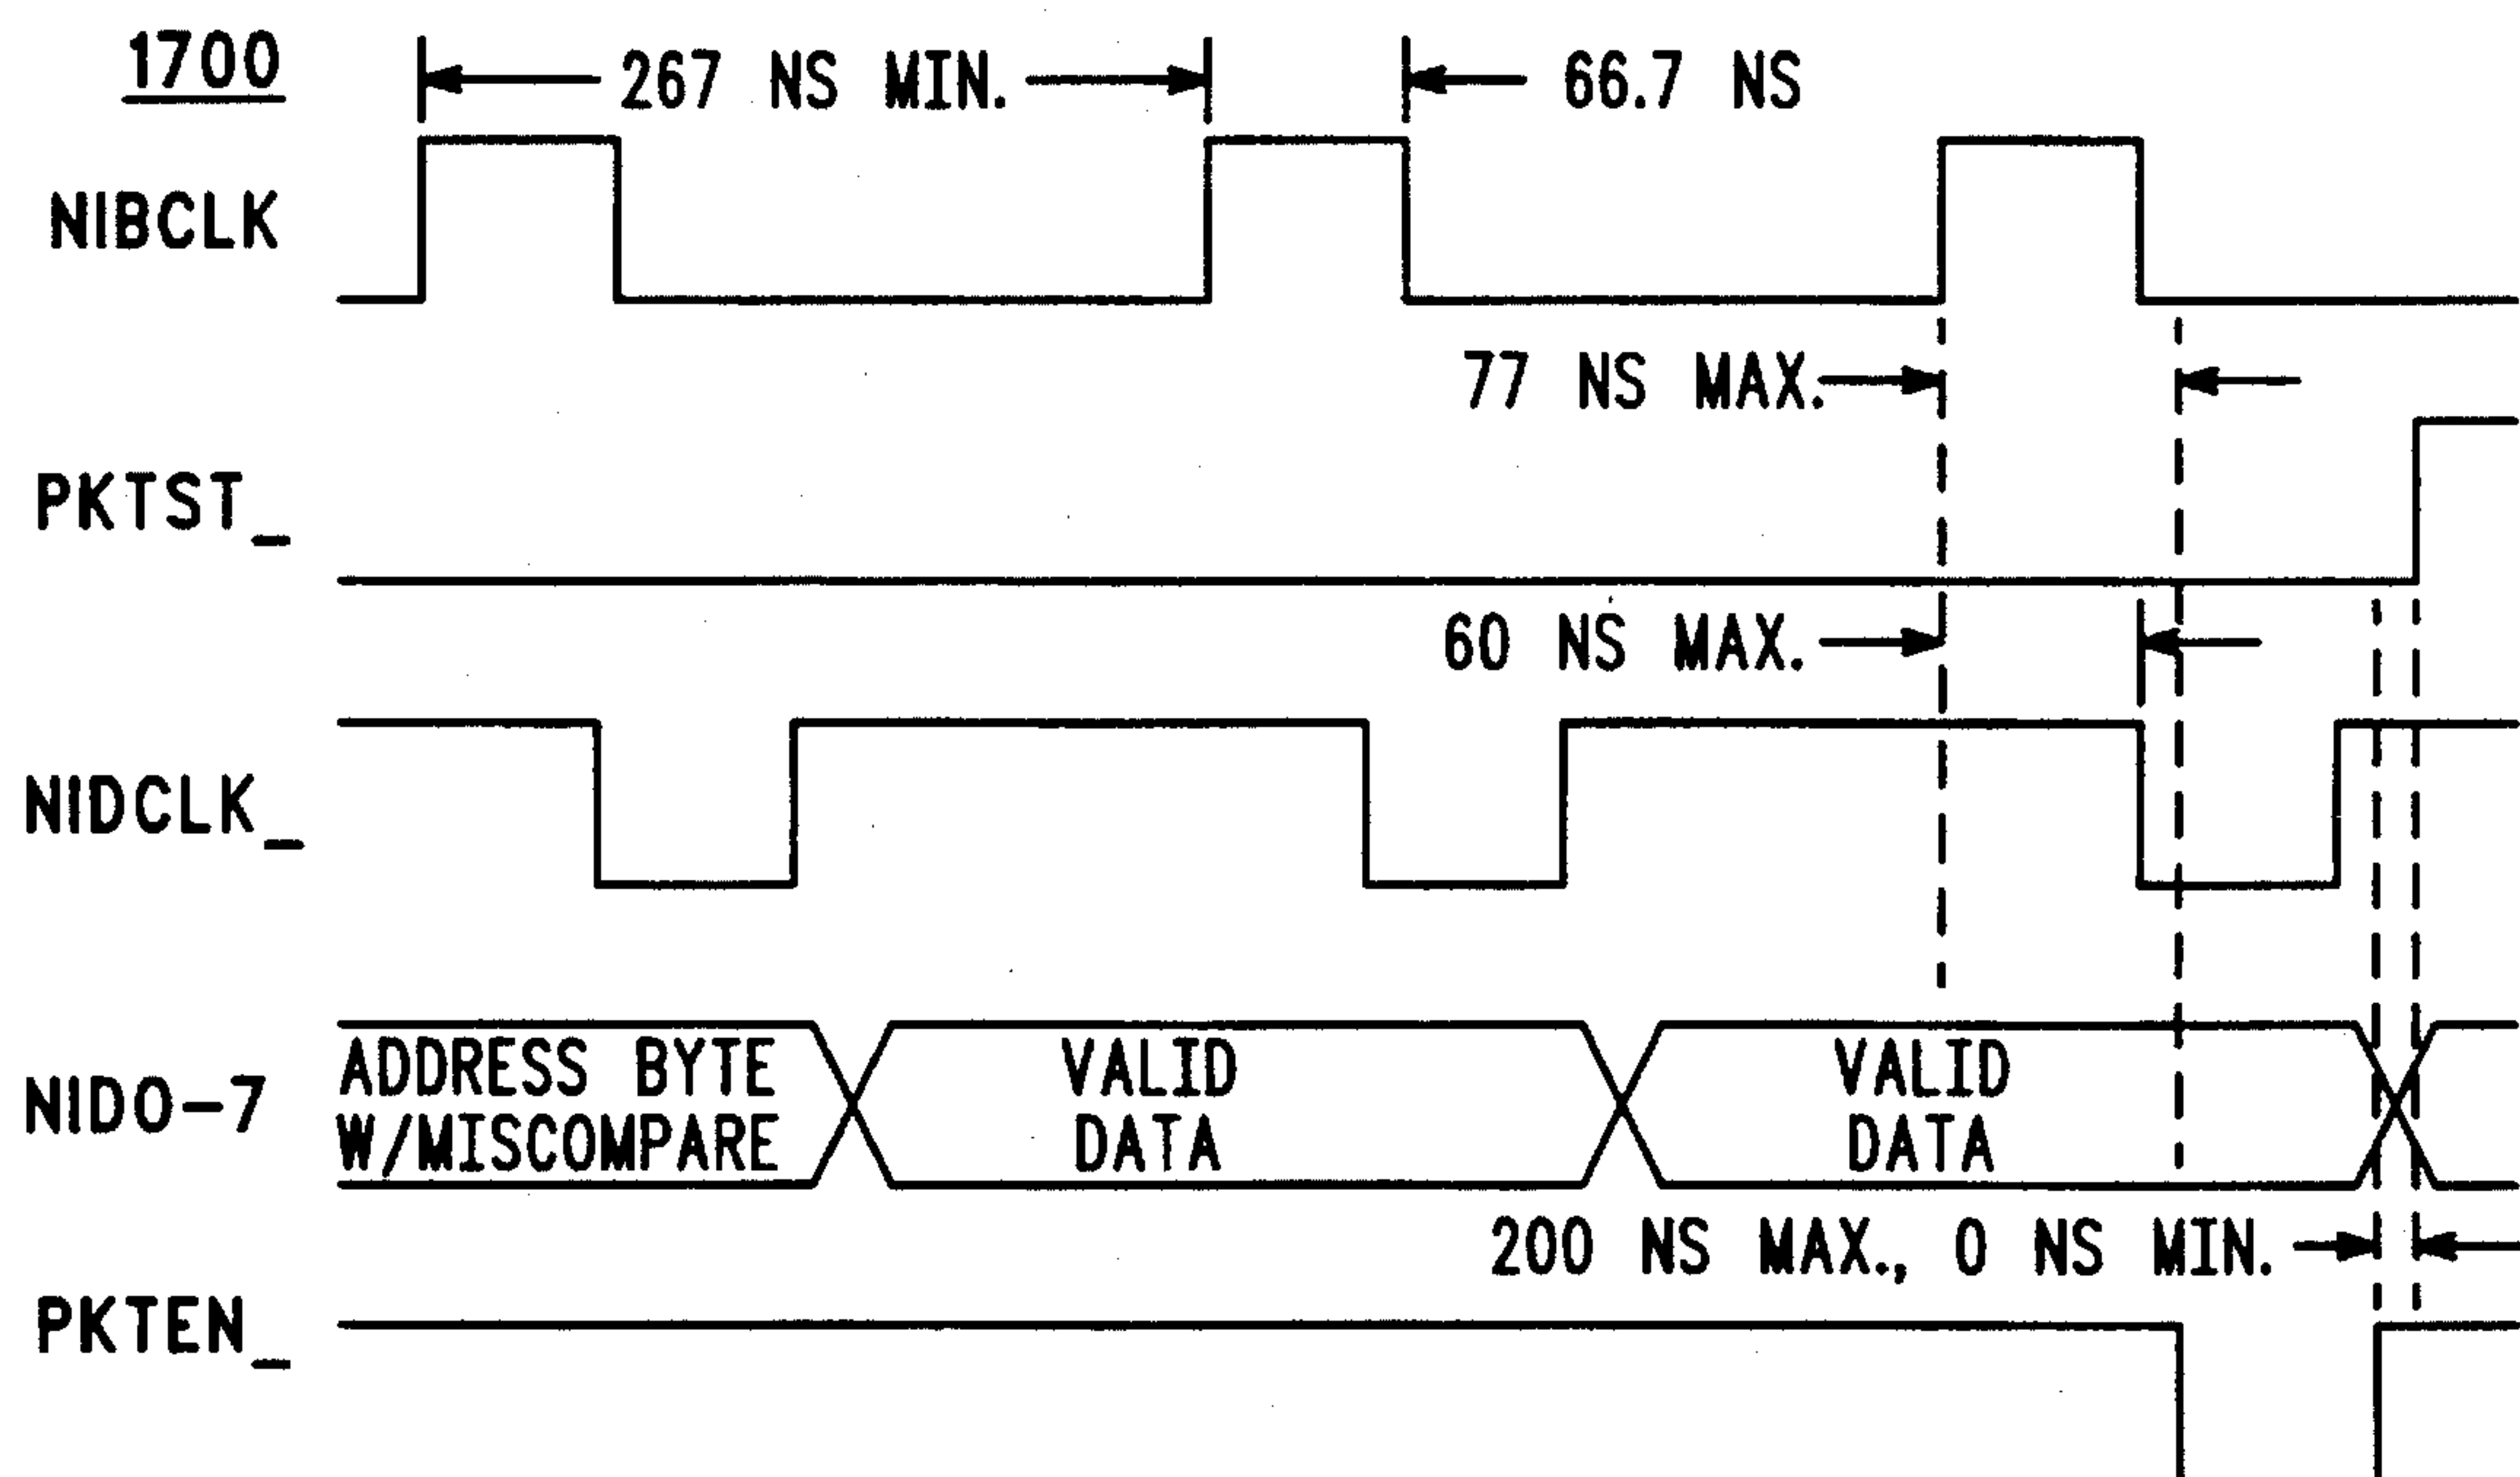 1700
267 NS MIN.
66.7 NS
NIBCLK
77 NS MAX.
PKTST_
60 NS MAX.
NIDCLK_
NIDO-7
ADDRESS BYTE
W/MISCOMPARE
VALID
DATA
VALID
DATA
200 NS MAX., 0 NS MIN.
PKTEN_